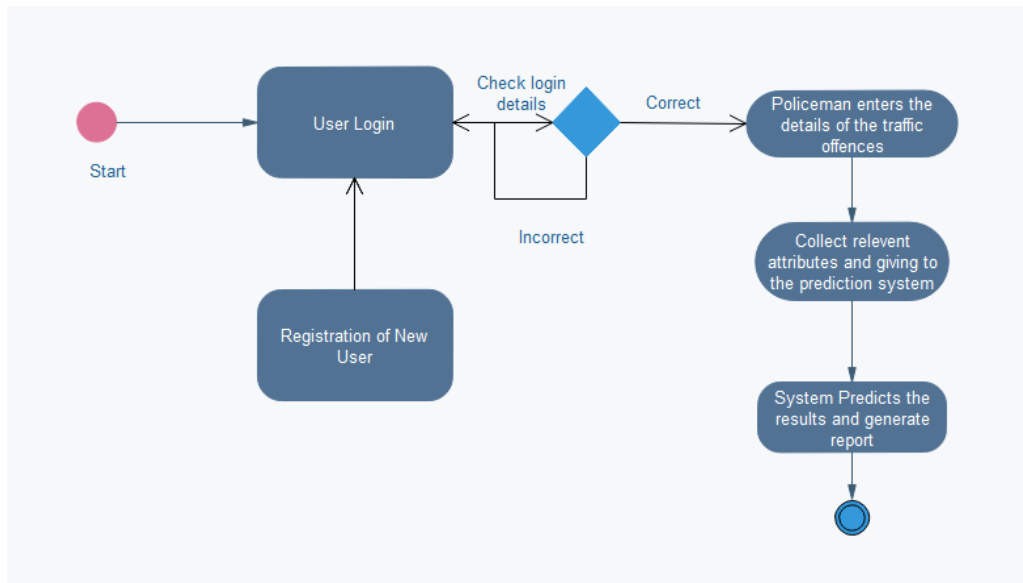 Start
User Login
Check login
details
Correct
Incorrect
Registration of New
User
Policeman enters the
details of the traffic
offences
Collect relevent
attributes and giving to
the prediction system
System Predicts the
results and generate
report